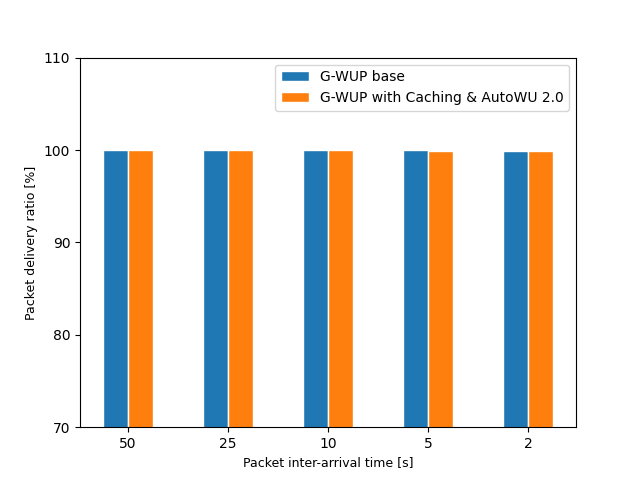 110
100
90
80
70
Packet delivery ratio [%]
G-WUP base
G-WUP with Caching & AutoWU 2.0
50 25 10 5 2
Packet inter-arrival time [s]